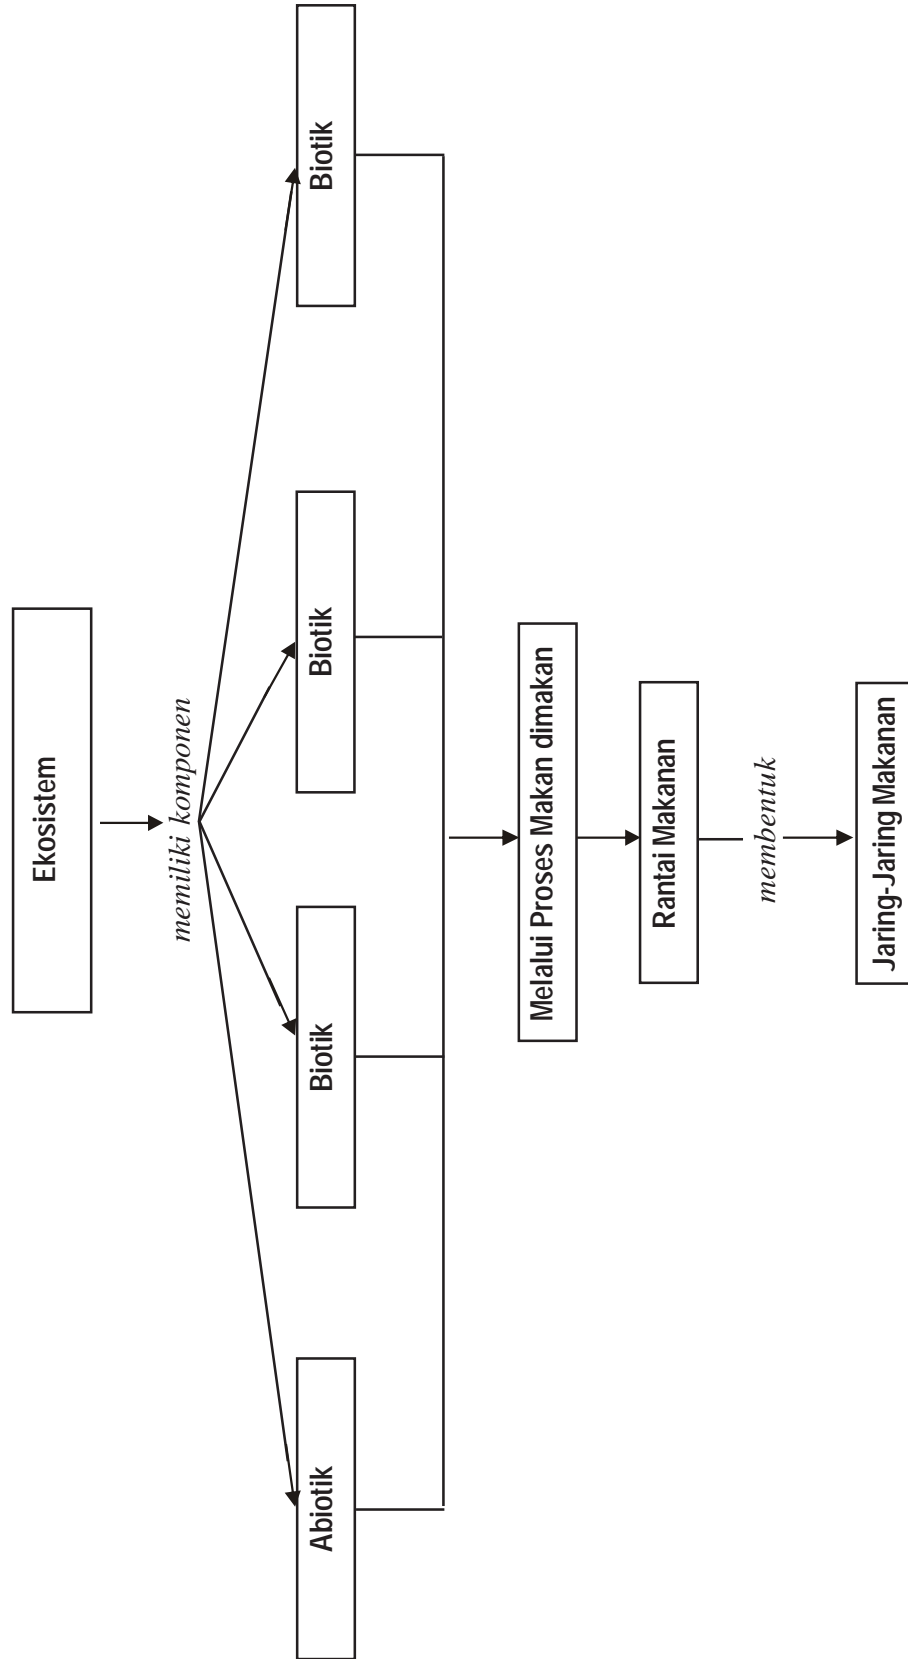 Ekosistem
memiliki komponen
Abiotik
Biotik
Biotik
Biotik
Melalui Proses Makan dimakan
Rantai Makanan
membentuk
Jaring-Jaring Makanan